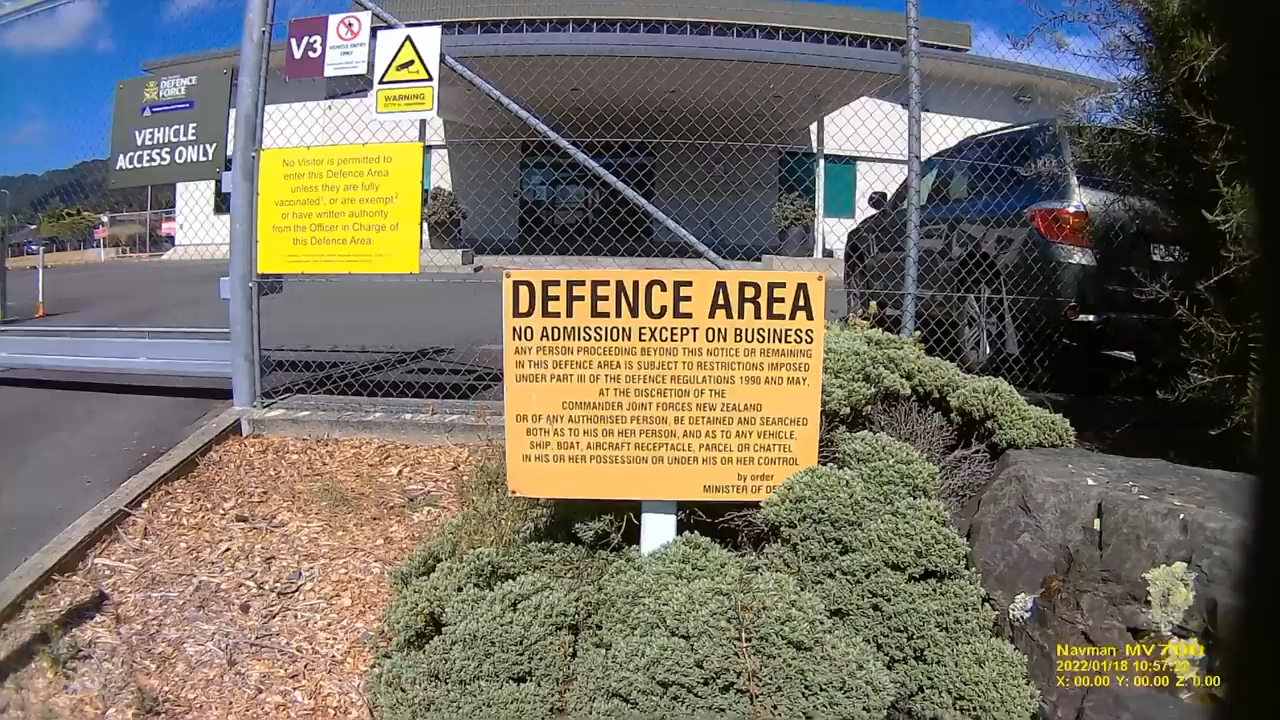 V3
VEHICLE ENTRY
ONLY
DEFENCE
FORCE
VEHICLE
ACCESS ONLY
WARNING
No Visitor is permitted to
enter this Defence Area
unless they are fully
vaccinated¹, or are exempt²
or have written authority
from the Officer in Charge of
this Defence Area.
DEFENCE AREA
NO ADMISSION EXCEPT ON BUSINESS
ANY PERSON PROCEEDING BEYOND THIS NOTICE OR REMAINING
IN THIS DEFENCE AREA IS SUBJECT TO RESTRICTIONS IMPOSED
UNDER PART III OF THE DEFENCE REGULATIONS 1990 AND MAY,
AT THE DISCRETION OF THE
COMMANDER JOINT FORCES NEW ZEALAND
OR OF ANY AUTHORISED PERSON, BE DETAINED AND SEARCHED
BOTH AS TO HIS OR HER PERSON, AND AS TO ANY VEHICLE,
SHIP, BOAT, AIRCRAFT RECEPTACLE, PARCEL OR CHATTEL
IN HIS OR HER POSSESSION OR UNDER HIS OR HER CONTROL
by order
MINISTER OF DE
Navman MV 700
2022/01/18 10:57:2
X: 00.00 Y: 00.00 Z: 0.00